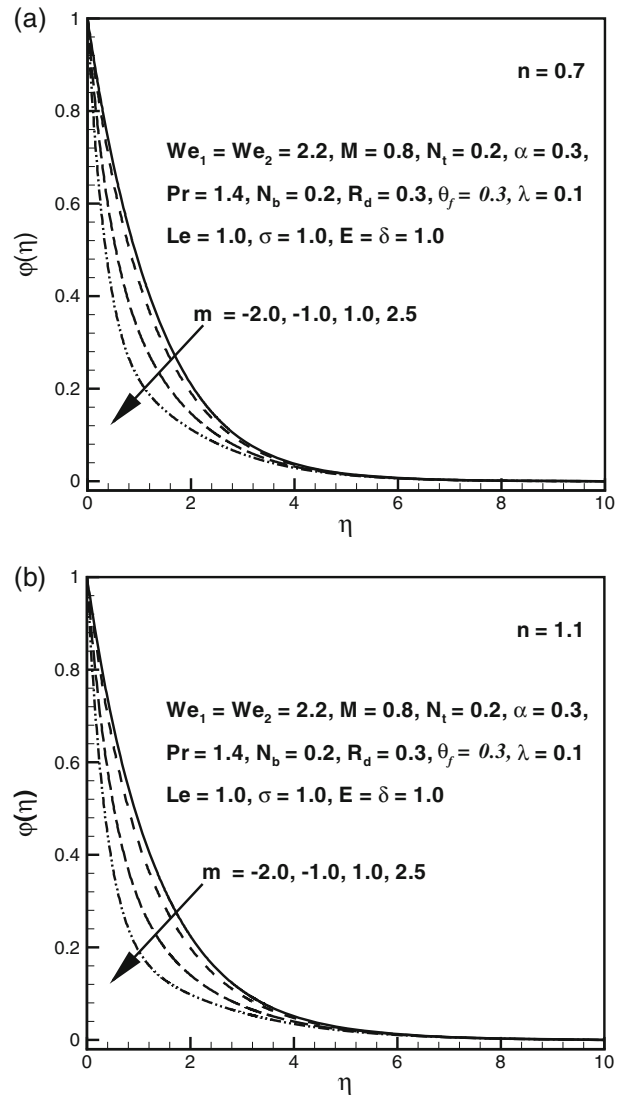 (a)
1
n = 0.7
0.8
We₁ = We₂ = 2.2, M = 0.8, Nₜ = 0.2, α = 0.3,
Pr = 1.4, N_b = 0.2, R_d = 0.3, θ_f = 0.3, λ = 0.1
0.6
Le = 1.0, σ = 1.0, E = δ = 1.0
φ(η)
0.4
m = -2.0, -1.0, 1.0, 2.5
0.2
0
0 2 4 6 8 10
η
(b)
1
n = 1.1
0.8
We₁ = We₂ = 2.2, M = 0.8, Nₜ = 0.2, α = 0.3,
Pr = 1.4, N_b = 0.2, R_d = 0.3, θ_f = 0.3, λ = 0.1
0.6
Le = 1.0, σ = 1.0, E = δ = 1.0
φ(η)
0.4
m = -2.0, -1.0, 1.0, 2.5
0.2
0
0 2 4 6 8 10
η